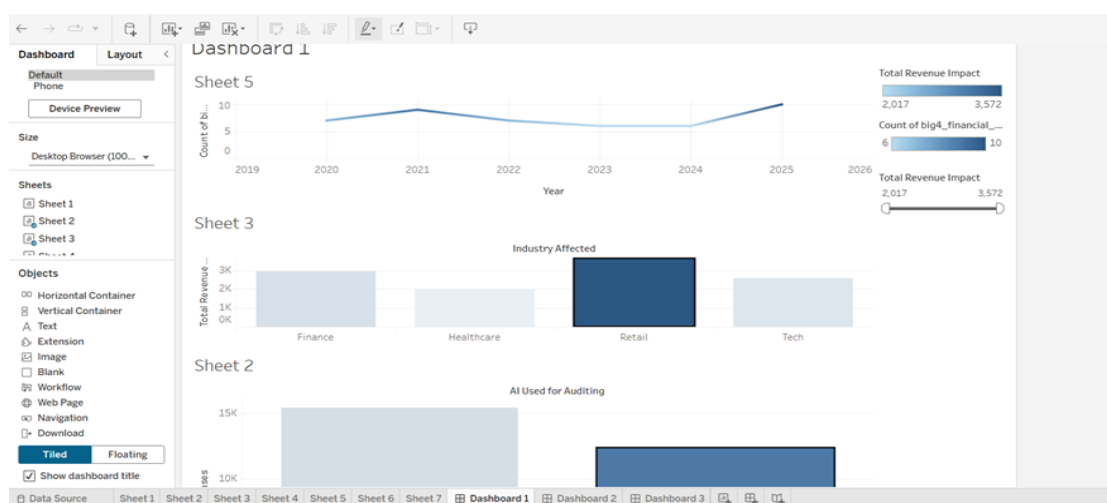 Dashboard
Layout
Dashboard 1
Default
Phone
Device Preview
Size
Desktop Browser (100...
Sheets
Sheet 1
Sheet 2
Sheet 3
Objects
Horizontal Container
Vertical Container
A Text
Extension
Image
Blank
Workflow
Web Page
Navigation
Download
Tiled Floating
Show dashboard title
Sheet 5
Count of bi...
10
5
0
2019 2020 2021 2022 2023 2024 2025 2026
Year
Sheet 3
Industry Affected
Total Revenue ...
3K
2K
1K
0K
Finance Healthcare Retail Tech
Sheet 2
AI Used for Auditing
15K
10K
Total Revenue Impact
2,017 3,572
Count of big4_financial_...
6 10
Total Revenue Impact
2,017 3,572
Data Source Sheet 1 Sheet 2 Sheet 3 Sheet 4 Sheet 5 Sheet 6 Sheet 7 Dashboard 1 Dashboard 2 Dashboard 3